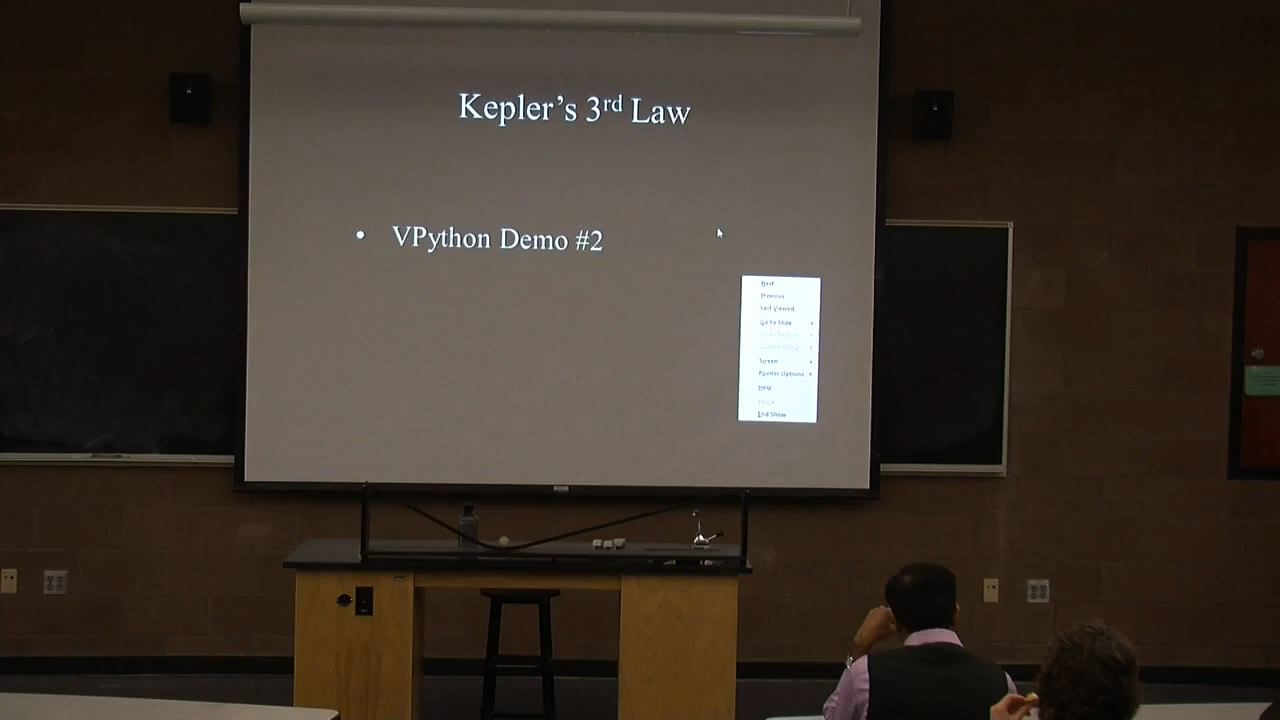 Kepler's 3rd Law
• VPython Demo #2
Next
Previous
Last Viewed
Go to Slide
Screen
Pointer Options
Help
End Show